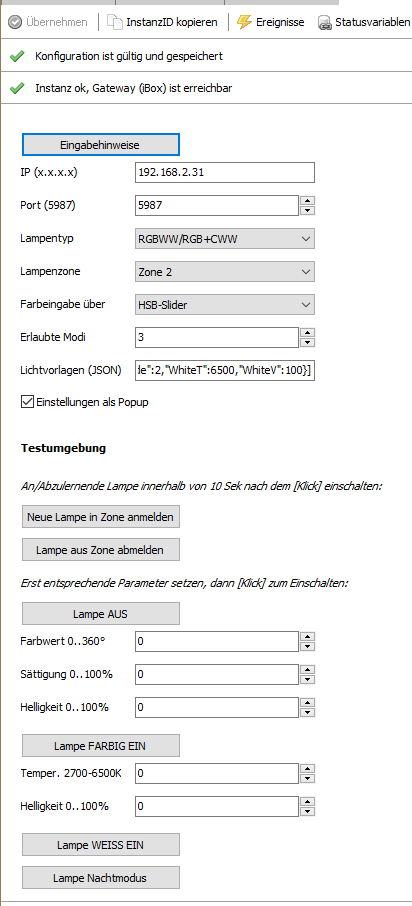 Übernehmen InstanzID kopieren Ereignisse Statusvariablen
Konfiguration ist gültig und gespeichert
Instanz ok, Gateway (iBox) ist erreichbar
Eingabehinweise
IP (x.x.x.x) 192.168.2.31
Port (5987) 5987
Lampentyp RGBWW/RGB+CWW
Lampenzone Zone 2
Farbeingabe über HSB-Slider
Erlaubte Modi 3
Lichtvorlagen (JSON) de":2,"WhiteT":6500,"WhiteV":100}]
Einstellungen als Popup
Testumgebung
An/Abzulernende Lampe innerhalb von 10 Sek nach dem [Klick] einschalten:
Neue Lampe in Zone anmelden
Lampe aus Zone abmelden
Erst entsprechende Parameter setzen, dann [Klick] zum Einschalten:
Lampe AUS
Farbwert 0..360° 0
Sättigung 0..100% 0
Helligkeit 0..100% 0
Lampe FARBIG EIN
Temper. 2700-6500K 0
Helligkeit 0..100% 0
Lampe WEISS EIN
Lampe Nachtmodus